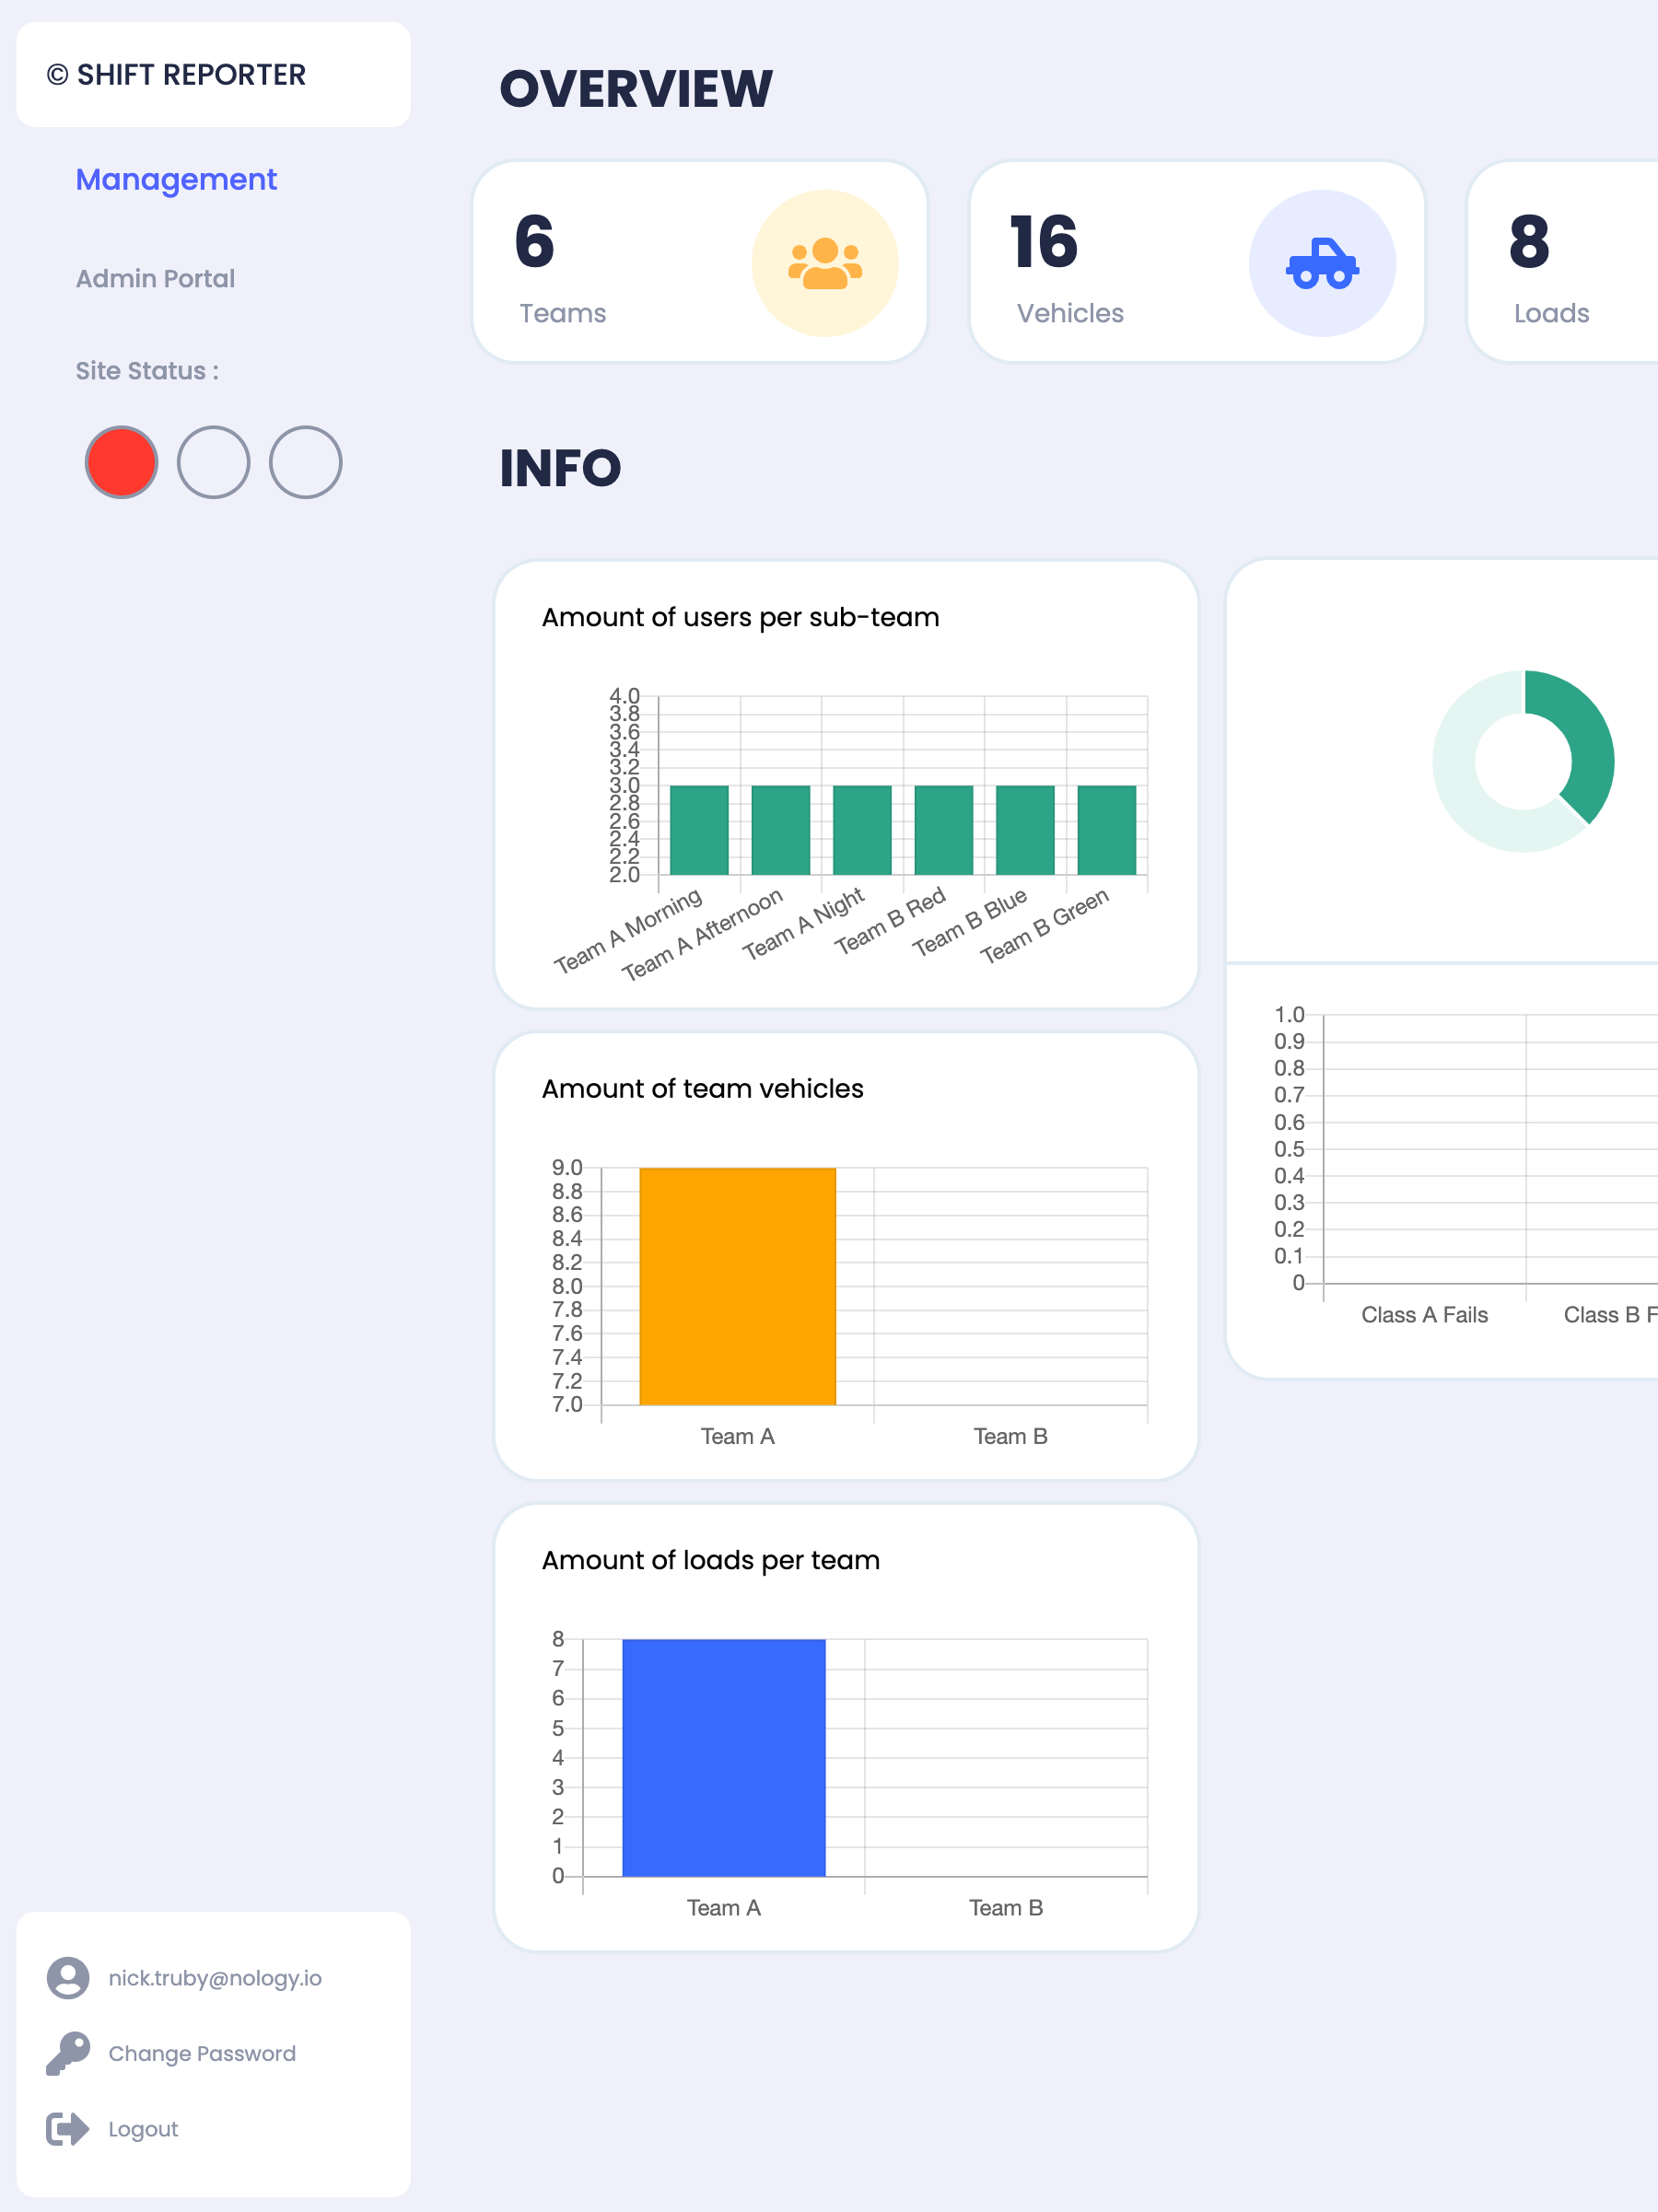 © SHIFT REPORTER
Management
Admin Portal
Site Status :
OVERVIEW
6
Teams
16
Vehicles
8
Loads
INFO
Amount of users per sub-team
4.0
3.8
3.6
3.4
3.2
3.0
2.8
2.6
2.4
2.2
2.0
Team A Morning
Team A Afternoon
Team A Night
Team B Red
Team B Blue
Team B Green
Amount of team vehicles
9.0
8.8
8.6
8.4
8.2
8.0
7.8
7.6
7.4
7.2
7.0
Team A
Team B
Amount of loads per team
8
7
6
5
4
3
2
1
0
Team A
Team B
1.0
0.9
0.8
0.7
0.6
0.5
0.4
0.3
0.2
0.1
0
Class A Fails
Class B F
nick.truby@nology.io
Change Password
Logout